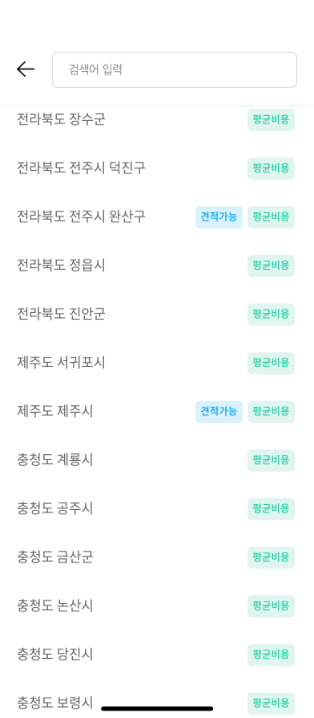 검색어 입력
전라북도 장수군 평균비용
전라북도 전주시 덕진구 평균비용
전라북도 전주시 완산구 견적가능 평균비용
전라북도 정읍시 평균비용
전라북도 진안군 평균비용
제주도 서귀포시 평균비용
제주도 제주시 견적가능 평균비용
충청도 계룡시 평균비용
충청도 공주시 평균비용
충청도 금산군 평균비용
충청도 논산시 평균비용
충청도 당진시 평균비용
충청도 보령시 평균비용